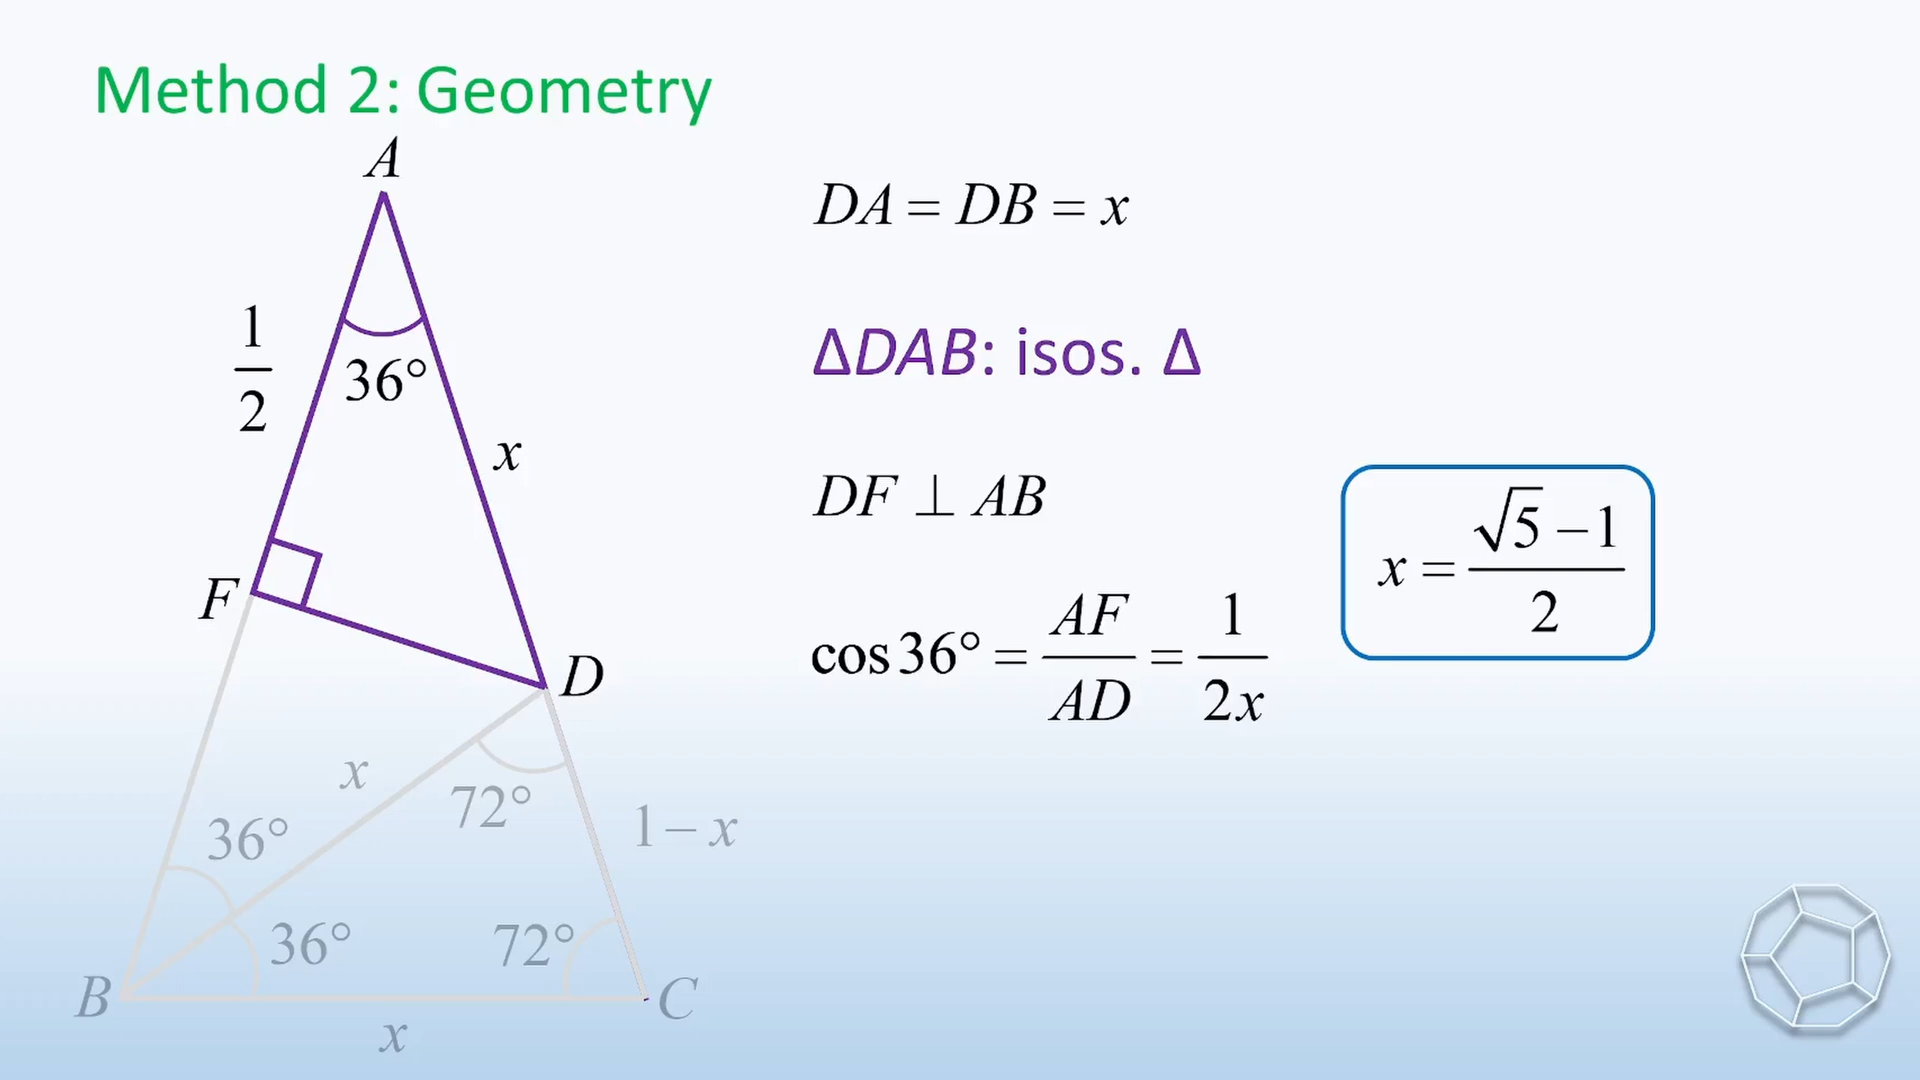 Method 2: Geometry
A
DA = DB = x
1/2
36°
ΔDAB: isos. Δ
x
DF ⊥ AB
x = (√5 − 1)/2
F
cos 36° = AF/AD = 1/(2x)
D
x
72°
36°
1 − x
36°
72°
B
C
x